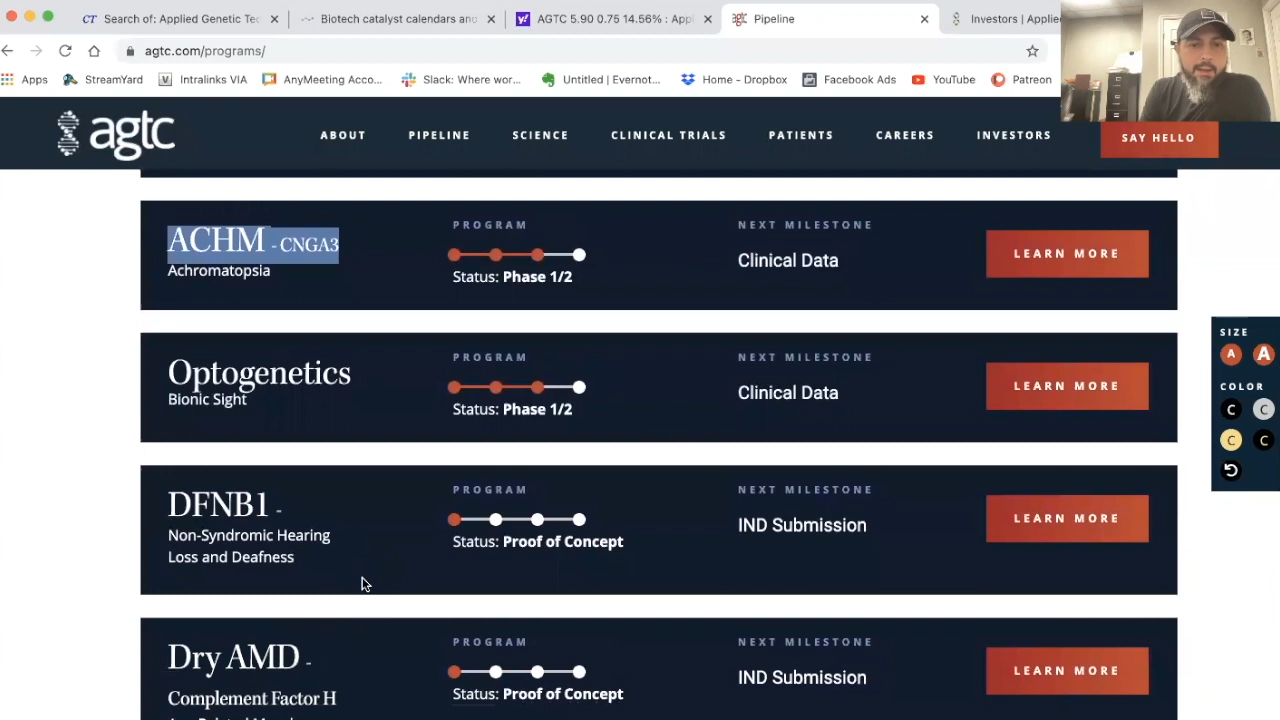 CT Search of: Applied Genetic Tec
Biotech catalyst calendars and
y! AGTC 5.90 0.75 14.56% : Appl
Pipeline
Investors | Applie
agtc.com/programs/
Apps
StreamYard
Intralinks VIA
AnyMeeting Acco...
Slack: Where wor...
Untitled | Evernot...
Home - Dropbox
Facebook Ads
YouTube
Patreon
agtc
ABOUT
PIPELINE
SCIENCE
CLINICAL TRIALS
PATIENTS
CAREERS
INVESTORS
SAY HELLO
ACHM - CNGA3
Achromatopsia
PROGRAM
Status: Phase 1/2
NEXT MILESTONE
Clinical Data
LEARN MORE
Optogenetics
Bionic Sight
PROGRAM
Status: Phase 1/2
NEXT MILESTONE
Clinical Data
LEARN MORE
DFNB1 -
Non-Syndromic Hearing
Loss and Deafness
PROGRAM
Status: Proof of Concept
NEXT MILESTONE
IND Submission
LEARN MORE
Dry AMD -
Complement Factor H
PROGRAM
Status: Proof of Concept
NEXT MILESTONE
IND Submission
LEARN MORE
SIZE
A A
COLOR
C C
C C